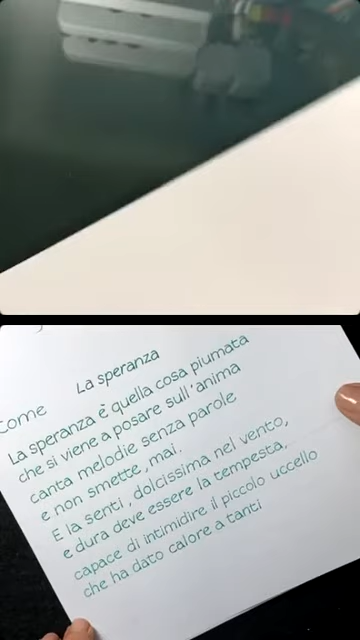 La speranza
Come
La speranza è quella cosa piumata
che si viene a posare sull'anima
canta melodie senza parole
e non smette, mai.
E la senti, dolcissima nel vento,
e dura deve essere la tempesta,
capace di intimidire il piccolo uccello
che ha dato calore a tanti